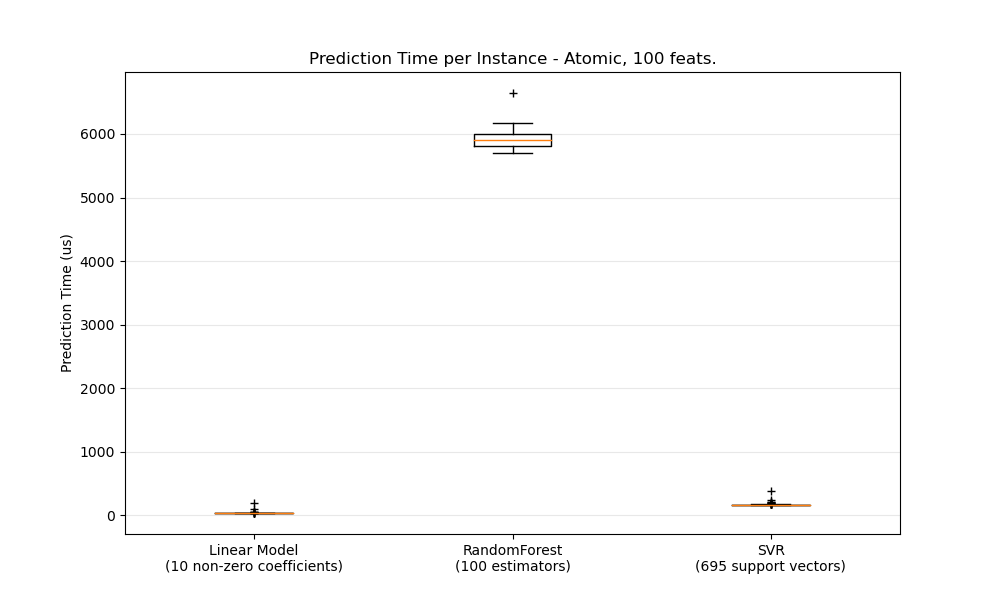 Prediction Time per Instance - Atomic, 100 feats.
Prediction Time (us)
6000
5000
4000
3000
2000
1000
0
Linear Model
(10 non-zero coefficients)
RandomForest
(100 estimators)
SVR
(695 support vectors)